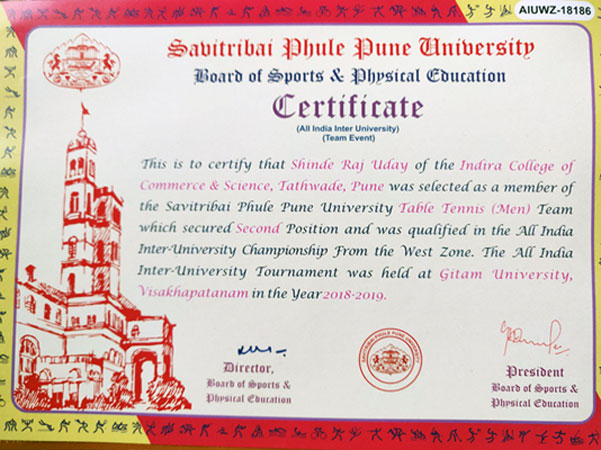 AIUWZ-18186
Savitribai Phule Pune University
Board of Sports & Physical Education
Certificate
(All India Inter University)
(Team Event)
This is to certify that Shinde Raj Uday of the Indira College of
Commerce & Science, Tathwade, Pune was selected as a member of
the Savitribai Phule Pune University Table Tennis (Men) Team
which secured Second Position and was qualified in the All India
Inter-University Championship From the West Zone. The All India
Inter-University Tournament was held at Gitam University,
Visakhapatanam in the Year 2018-2019.
SAVITRIBAI PHULE PUNE UNIVERSITY
Director,
Board of Sports &
Physical Education
President
Board of Sports &
Physical Education